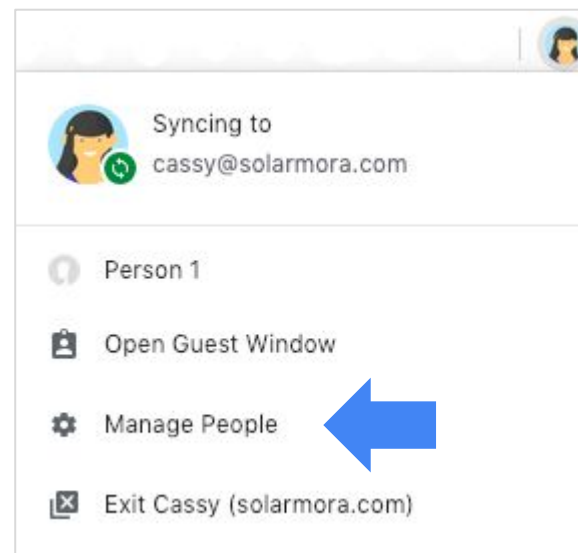 Syncing to
cassy@solarmora.com
Person 1
Open Guest Window
Manage People
Exit Cassy (solarmora.com)